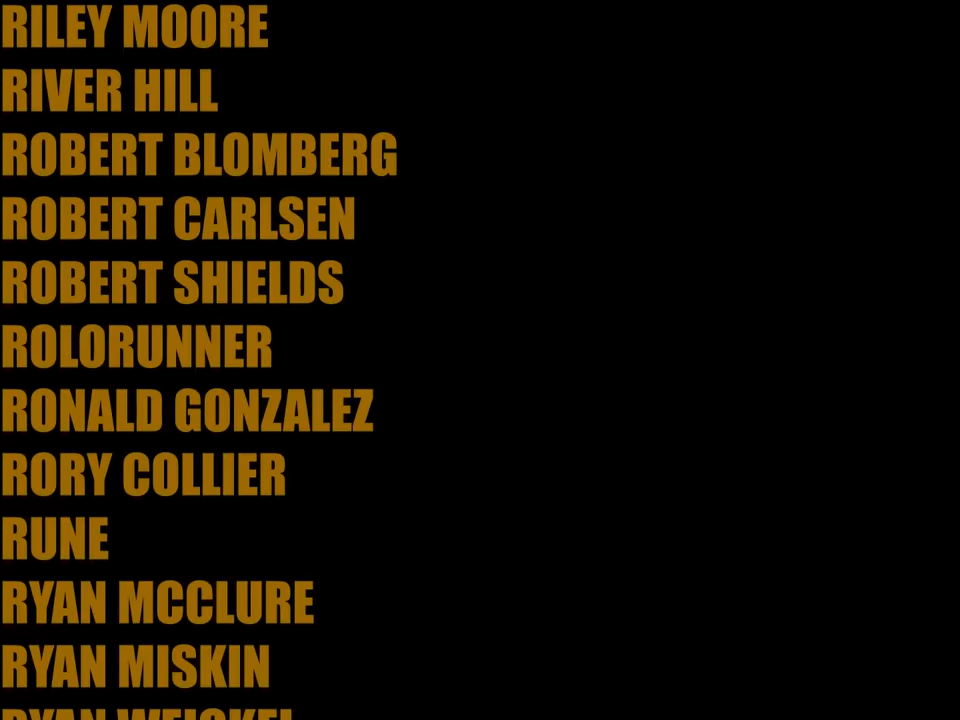 RILEY MOORE
RIVER HILL
ROBERT BLOMBERG
ROBERT CARLSEN
ROBERT SHIELDS
ROLORUNNER
RONALD GONZALEZ
RORY COLLIER
RUNE
RYAN MCCLURE
RYAN MISKIN
RYAN